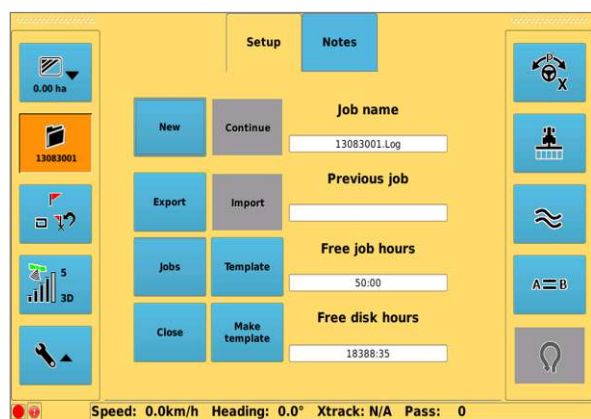 Setup
Notes
0.00 ha
13083001
5
3D
New
Continue
Export
Import
Jobs
Template
Close
Make
template
Job name
13083001.Log
Previous job
Free job hours
50:00
Free disk hours
18388:35
P
X
A=B
Speed: 0.0km/h Heading: 0.0° Xtrack: N/A Pass: 0